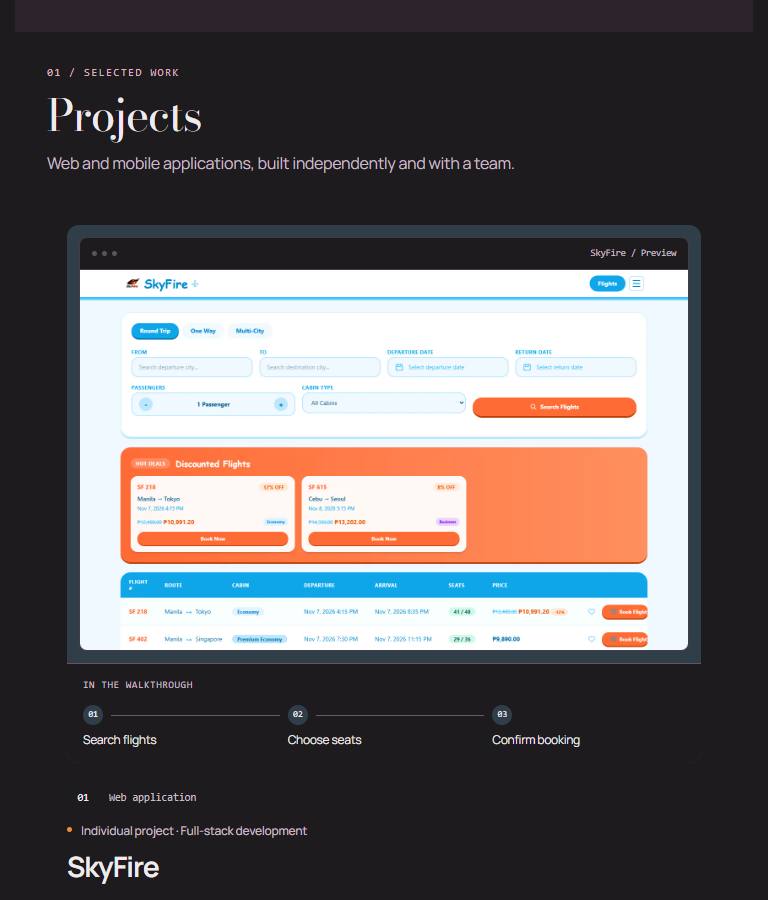 01 / SELECTED WORK
Projects
Web and mobile applications, built independently and with a team.
SkyFire / Preview
SkyFire
Flights
Round Trip
One Way
Multi-City
FROM
TO
DEPARTURE DATE
RETURN DATE
Search departure city...
Search destination city...
Select departure date
Select return date
PASSENGERS
CABIN TYPE
- 1 Passenger +
All Cabins
Search Flights
HOT DEALS Discounted Flights
SF 218
Manila → Tokyo
Nov 7, 2026 4:15 PM
₱10,991.20
Economy
Book Now
SF 615
8% OFF
Cebu → Seoul
Nov 8, 2026 5:15 PM
₱13,202.00
Business
Book Now
FLIGHT # ROUTE CABIN DEPARTURE ARRIVAL SEATS PRICE
SF 218 Manila → Tokyo Economy Nov 7, 2026 4:15 PM Nov 7, 2026 8:35 PM 41 / 48 ₱10,991.20 -12% Book Flight
SF 402 Manila → Singapore Premium Economy Nov 7, 2026 7:30 PM Nov 7, 2026 11:15 PM 29 / 36 ₱9,890.00 Book Flight
IN THE WALKTHROUGH
01
02
03
Search flights
Choose seats
Confirm booking
01 Web application
Individual project · Full-stack development
SkyFire